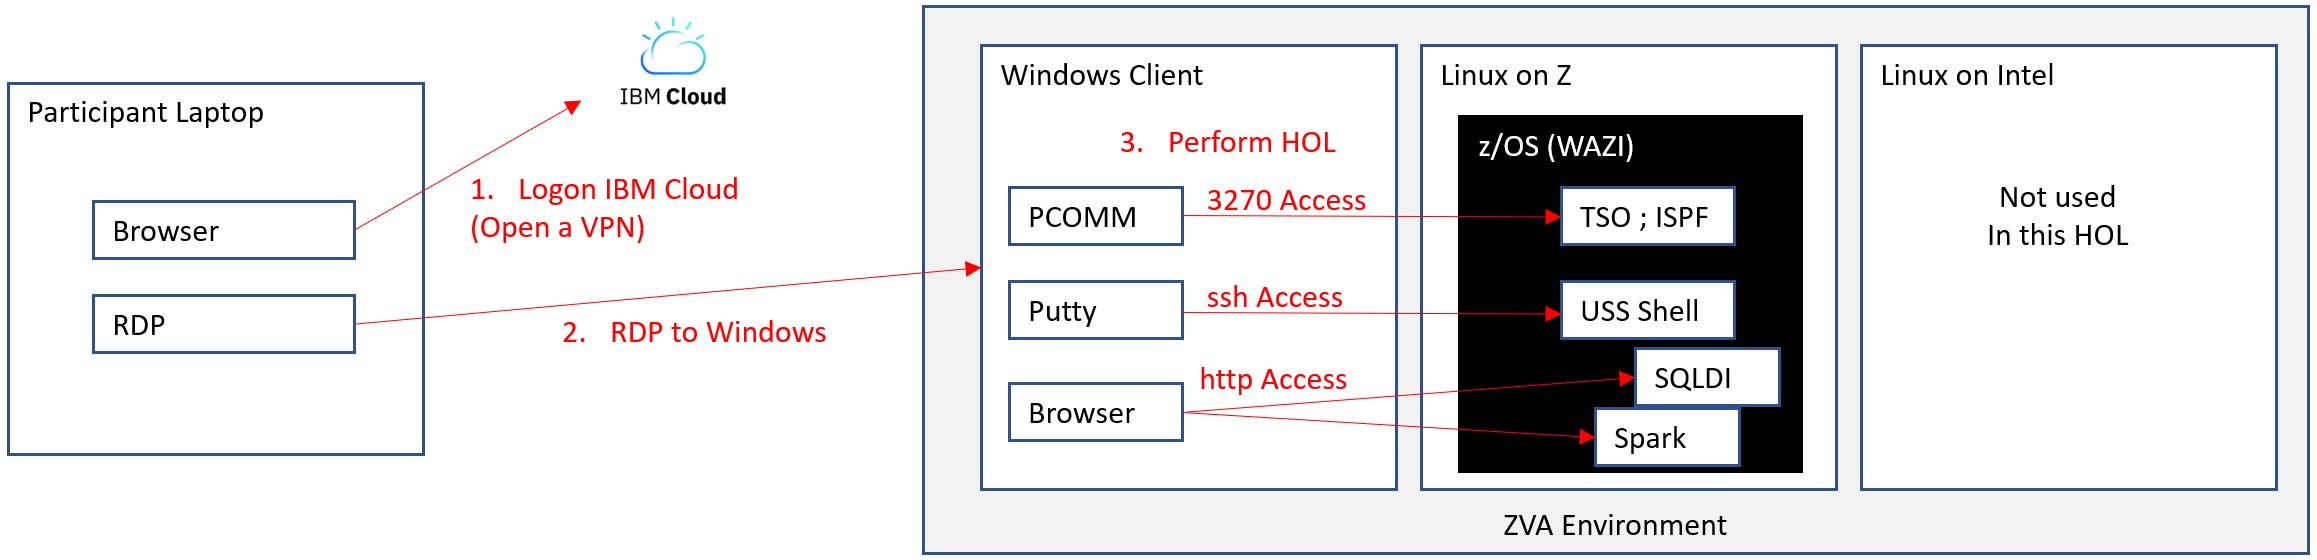 Participant Laptop
Browser
RDP
IBM Cloud
1. Logon IBM Cloud
(Open a VPN)
2. RDP to Windows
Windows Client
3. Perform HOL
PCOMM
3270 Access
Putty
ssh Access
Browser
http Access
Linux on Z
z/OS (WAZI)
TSO ; ISPF
USS Shell
SQLDI
Spark
Linux on Intel
Not used
In this HOL
ZVA Environment